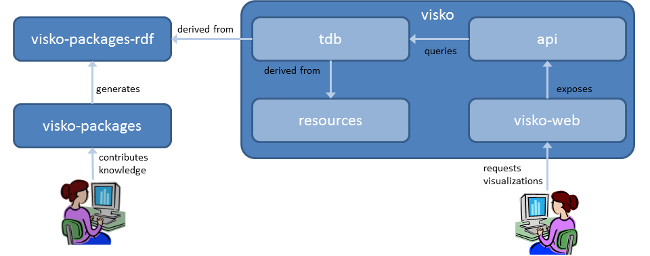 visko
visko-packages-rdf
derived from
tdb
api
queries
derived from
generates
exposes
visko-packages
resources
visko-web
contributes
knowledge
requests
visualizations